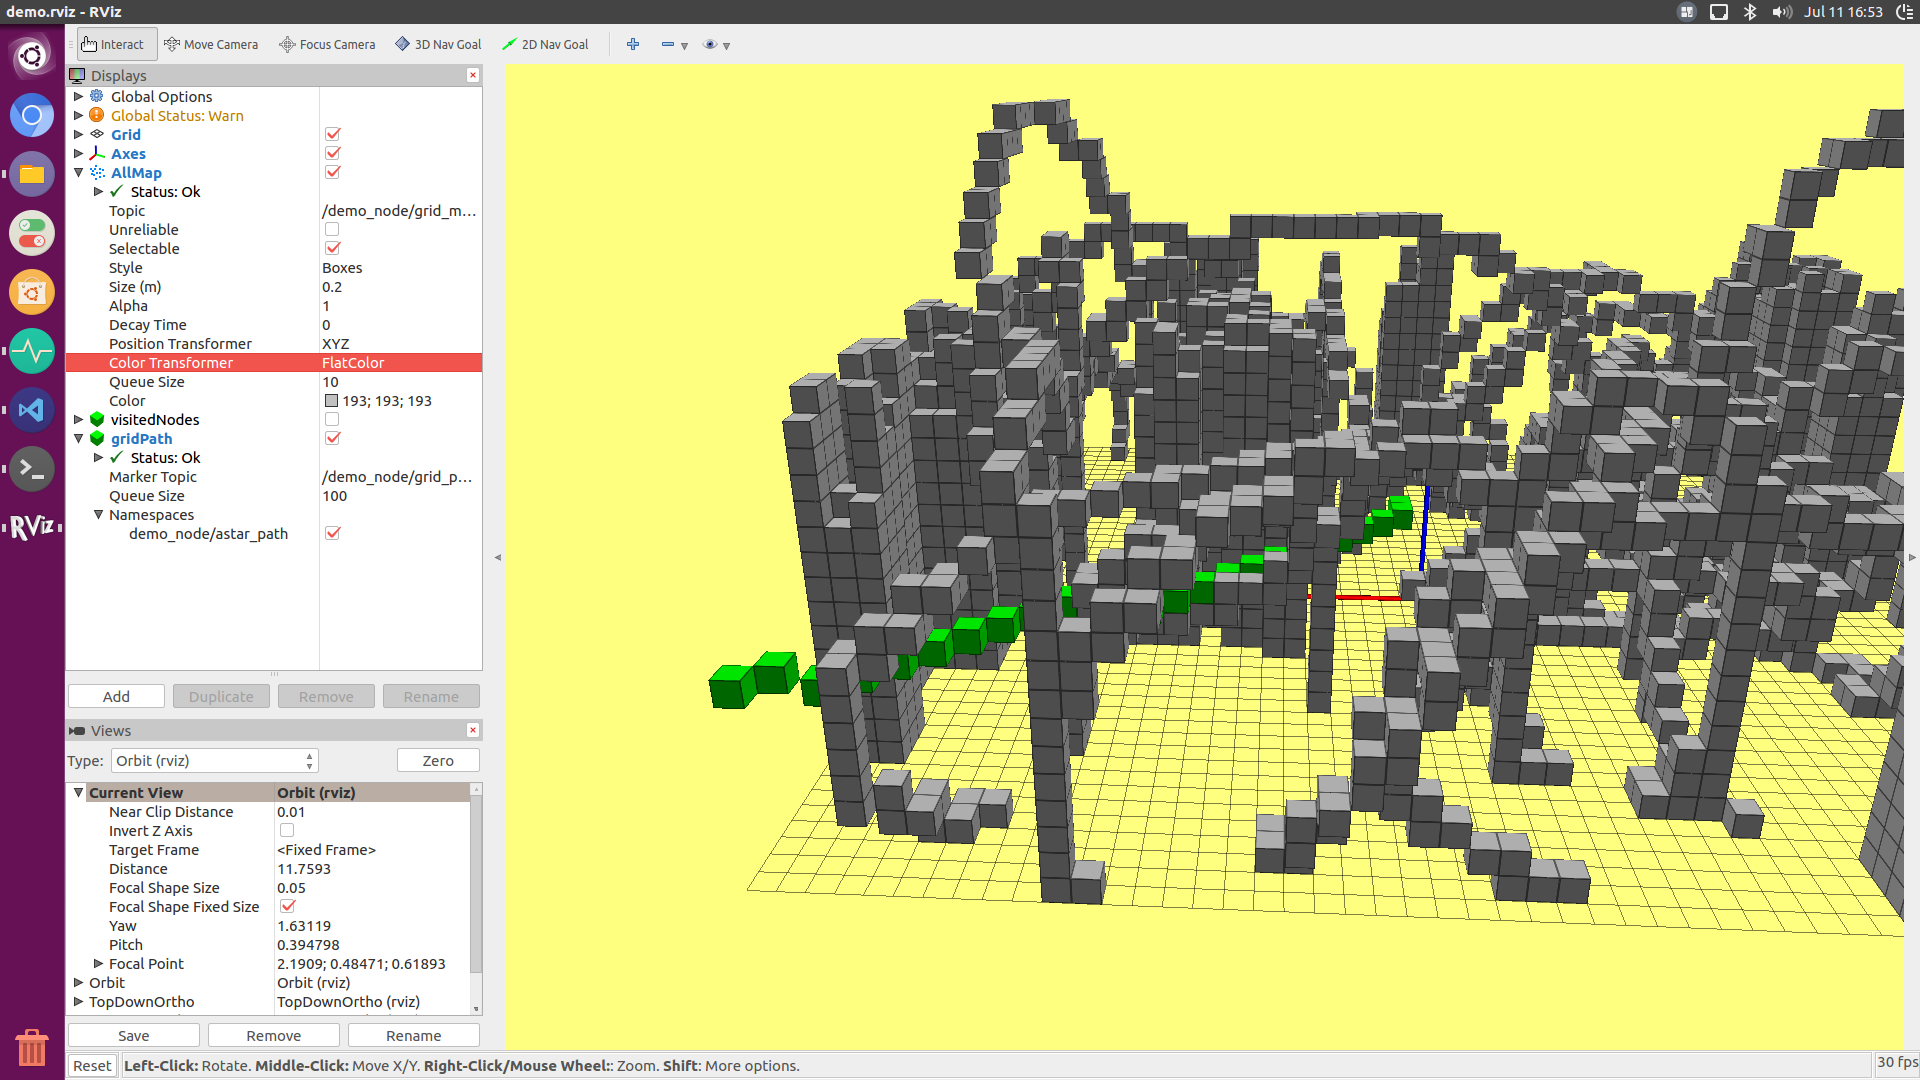 demo.rviz - RViz
Jul 11 16:53
Interact
Move Camera
Focus Camera
3D Nav Goal
2D Nav Goal
Displays
Global Options
Global Status: Warn
Grid
Axes
AllMap
Status: Ok
Topic /demo_node/grid_m...
Unreliable
Selectable
Style Boxes
Size (m) 0.2
Alpha 1
Decay Time 0
Position Transformer XYZ
Color Transformer FlatColor
Queue Size 10
Color 193; 193; 193
visitedNodes
gridPath
Status: Ok
Marker Topic /demo_node/grid_p...
Queue Size 100
Namespaces
demo_node/astar_path
RViz
Add
Duplicate
Remove
Rename
Views
Type: Orbit (rviz) Zero
Current View Orbit (rviz)
Near Clip Distance 0.01
Invert Z Axis
Target Frame <Fixed Frame>
Distance 11.7593
Focal Shape Size 0.05
Focal Shape Fixed Size
Yaw 1.63119
Pitch 0.394798
Focal Point 2.1909; 0.48471; 0.61893
Orbit Orbit (rviz)
TopDownOrtho TopDownOrtho (rviz)
Save
Remove
Rename
Reset
Left-Click: Rotate. Middle-Click: Move X/Y. Right-Click/Mouse Wheel:: Zoom. Shift: More options.
30 fps